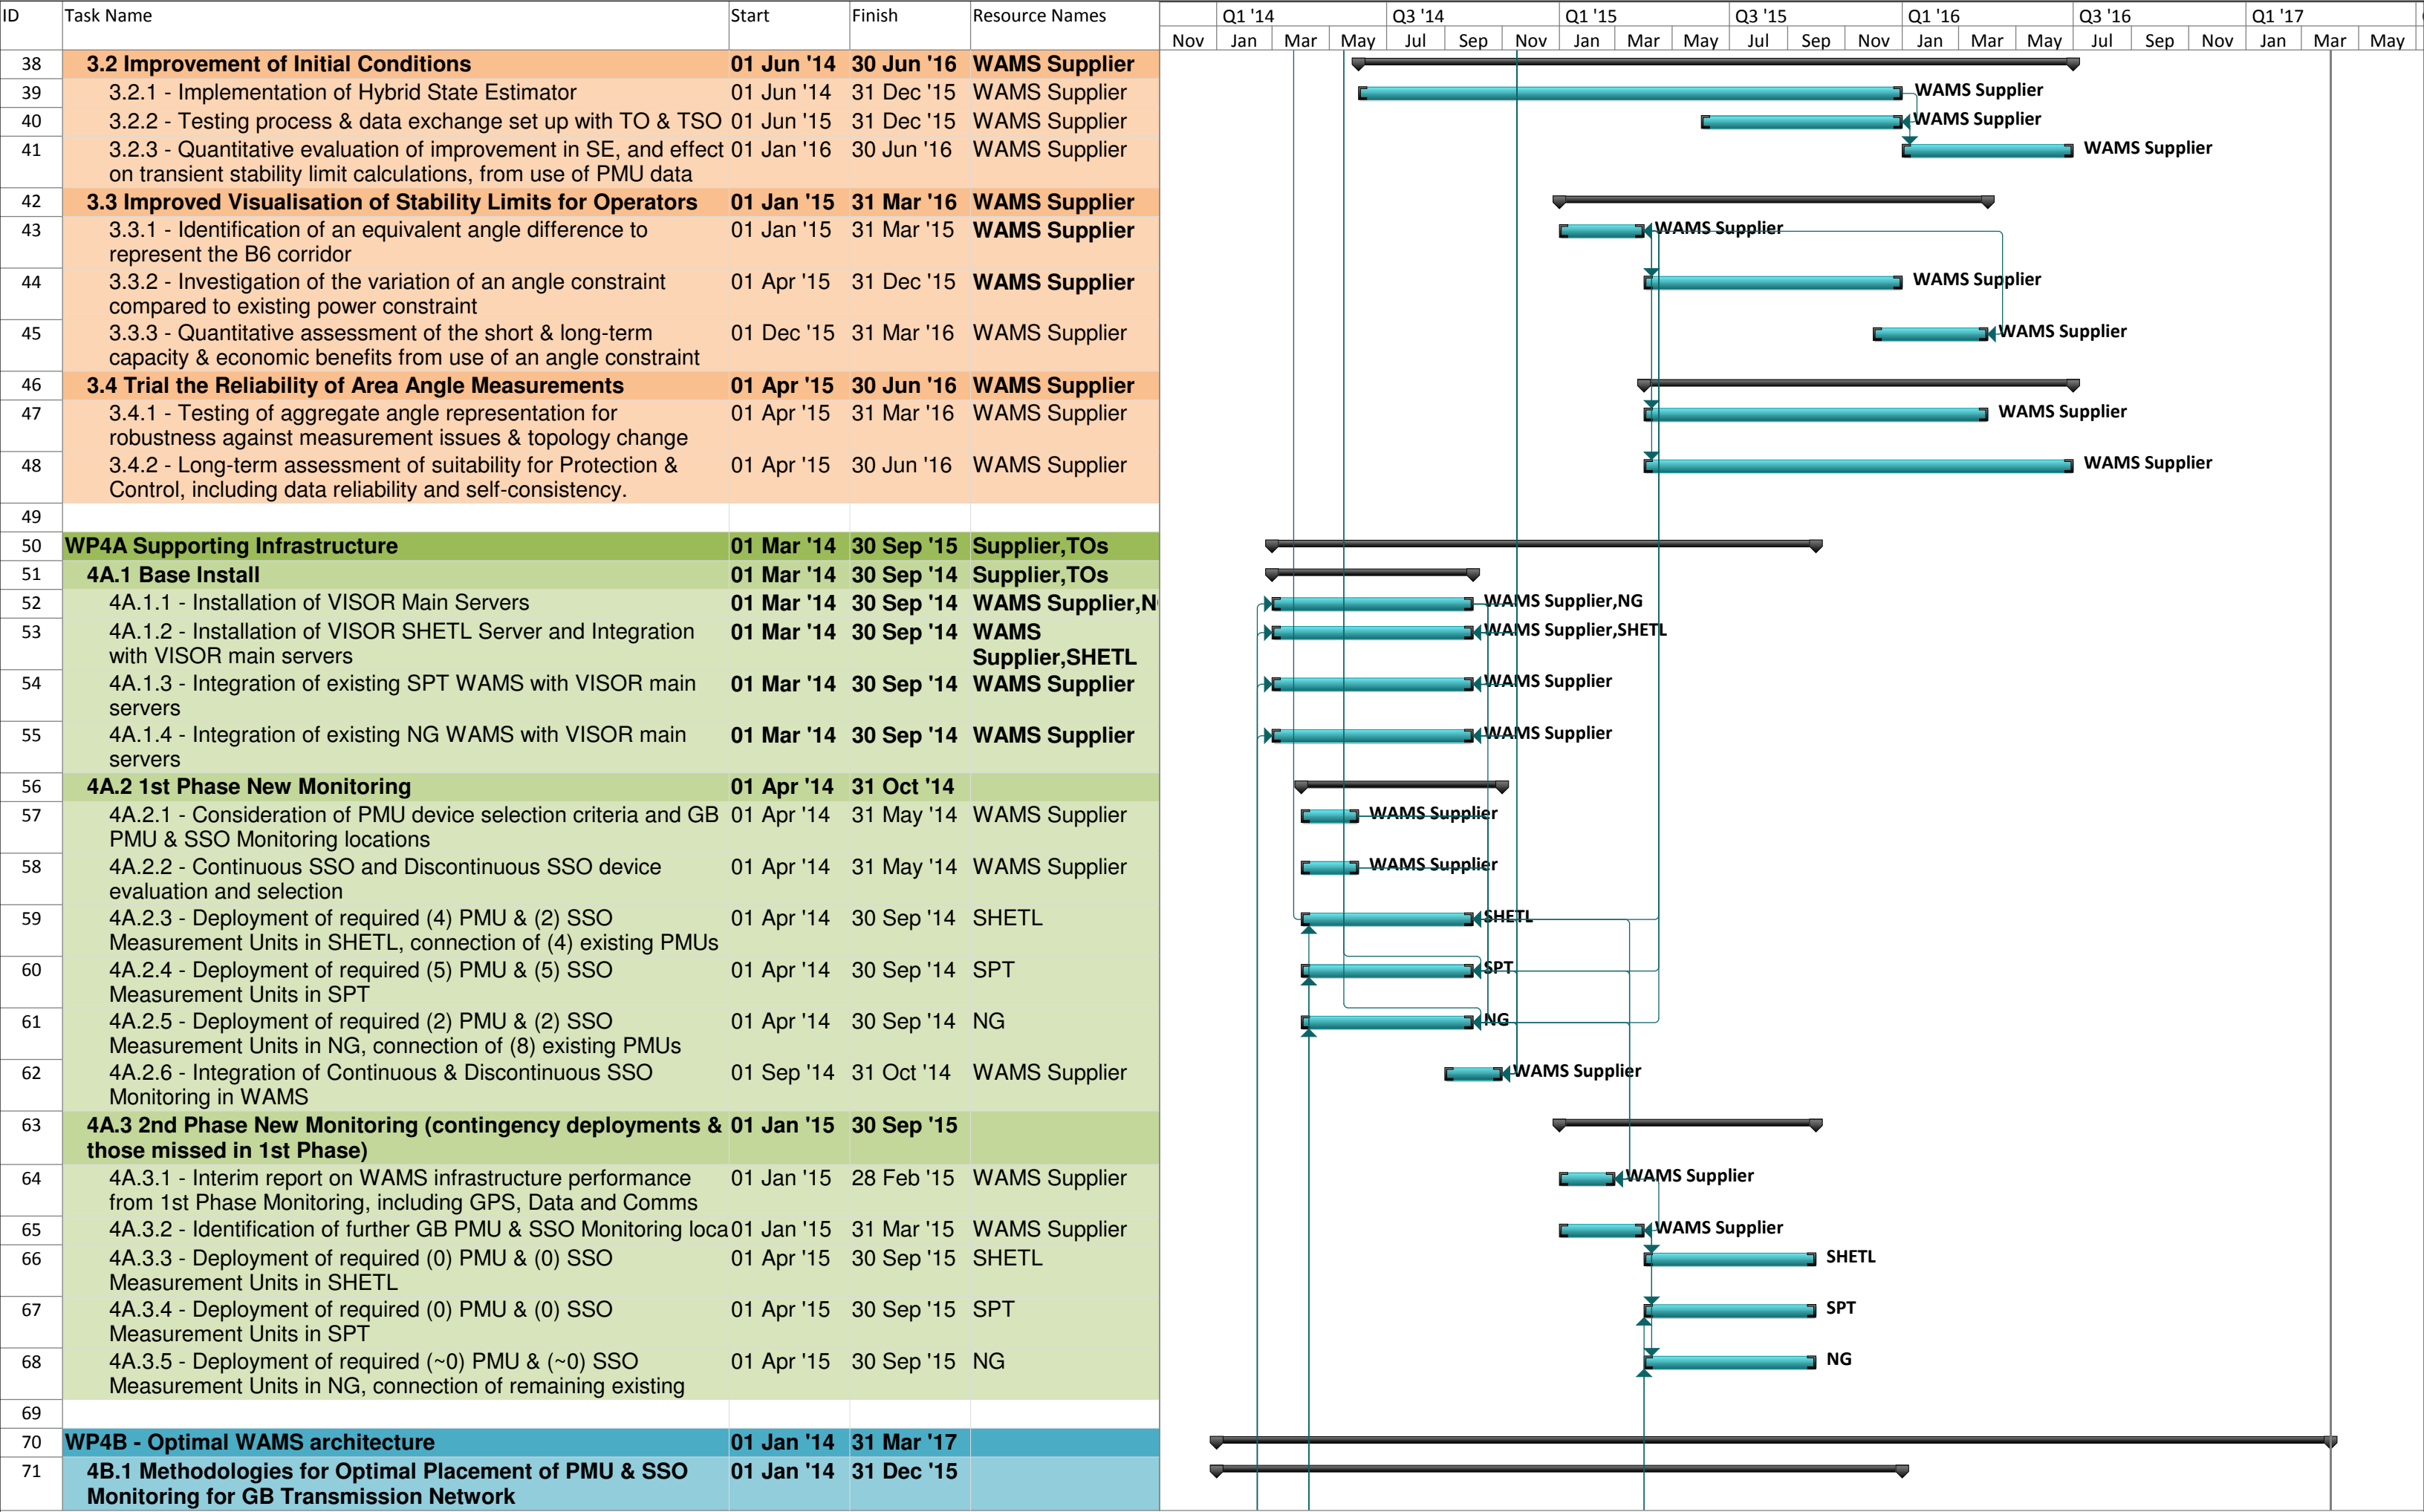 ID Task Name Start Finish Resource Names Q1 '14 Q3 '14 Q1 '15 Q3 '15 Q1 '16 Q3 '16 Q1 '17
Nov Jan Mar May Jul Sep Nov Jan Mar May Jul Sep Nov Jan Mar May Jul Sep Nov Jan Mar May
38 3.2 Improvement of Initial Conditions 01 Jun '14 30 Jun '16 WAMS Supplier
39 3.2.1 - Implementation of Hybrid State Estimator 01 Jun '14 31 Dec '15 WAMS Supplier WAMS Supplier
40 3.2.2 - Testing process & data exchange set up with TO & TSO 01 Jun '15 31 Dec '15 WAMS Supplier WAMS Supplier
41 3.2.3 - Quantitative evaluation of improvement in SE, and effect 01 Jan '16 30 Jun '16 WAMS Supplier WAMS Supplier
on transient stability limit calculations, from use of PMU data
42 3.3 Improved Visualisation of Stability Limits for Operators 01 Jan '15 31 Mar '16 WAMS Supplier
43 3.3.1 - Identification of an equivalent angle difference to 01 Jan '15 31 Mar '15 WAMS Supplier WAMS Supplier
represent the B6 corridor
44 3.3.2 - Investigation of the variation of an angle constraint 01 Apr '15 31 Dec '15 WAMS Supplier WAMS Supplier
compared to existing power constraint
45 3.3.3 - Quantitative assessment of the short & long-term 01 Dec '15 31 Mar '16 WAMS Supplier WAMS Supplier
capacity & economic benefits from use of an angle constraint
46 3.4 Trial the Reliability of Area Angle Measurements 01 Apr '15 30 Jun '16 WAMS Supplier
47 3.4.1 - Testing of aggregate angle representation for 01 Apr '15 31 Mar '16 WAMS Supplier WAMS Supplier
robustness against measurement issues & topology change
48 3.4.2 - Long-term assessment of suitability for Protection & 01 Apr '15 30 Jun '16 WAMS Supplier WAMS Supplier
Control, including data reliability and self-consistency.
49
50 WP4A Supporting Infrastructure 01 Mar '14 30 Sep '15 Supplier,TOs
51 4A.1 Base Install 01 Mar '14 30 Sep '14 Supplier,TOs
52 4A.1.1 - Installation of VISOR Main Servers 01 Mar '14 30 Sep '14 WAMS Supplier,N WAMS Supplier,NG
53 4A.1.2 - Installation of VISOR SHETL Server and Integration 01 Mar '14 30 Sep '14 WAMS WAMS Supplier,SHETL
with VISOR main servers Supplier,SHETL
54 4A.1.3 - Integration of existing SPT WAMS with VISOR main 01 Mar '14 30 Sep '14 WAMS Supplier WAMS Supplier
servers
55 4A.1.4 - Integration of existing NG WAMS with VISOR main 01 Mar '14 30 Sep '14 WAMS Supplier WAMS Supplier
servers
56 4A.2 1st Phase New Monitoring 01 Apr '14 31 Oct '14
57 4A.2.1 - Consideration of PMU device selection criteria and GB 01 Apr '14 31 May '14 WAMS Supplier WAMS Supplier
PMU & SSO Monitoring locations
58 4A.2.2 - Continuous SSO and Discontinuous SSO device 01 Apr '14 31 May '14 WAMS Supplier WAMS Supplier
evaluation and selection
59 4A.2.3 - Deployment of required (4) PMU & (2) SSO 01 Apr '14 30 Sep '14 SHETL SHETL
Measurement Units in SHETL, connection of (4) existing PMUs
60 4A.2.4 - Deployment of required (5) PMU & (5) SSO 01 Apr '14 30 Sep '14 SPT SPT
Measurement Units in SPT
61 4A.2.5 - Deployment of required (2) PMU & (2) SSO 01 Apr '14 30 Sep '14 NG NG
Measurement Units in NG, connection of (8) existing PMUs
62 4A.2.6 - Integration of Continuous & Discontinuous SSO 01 Sep '14 31 Oct '14 WAMS Supplier WAMS Supplier
Monitoring in WAMS
63 4A.3 2nd Phase New Monitoring (contingency deployments & 01 Jan '15 30 Sep '15
those missed in 1st Phase)
64 4A.3.1 - Interim report on WAMS infrastructure performance 01 Jan '15 28 Feb '15 WAMS Supplier WAMS Supplier
from 1st Phase Monitoring, including GPS, Data and Comms
65 4A.3.2 - Identification of further GB PMU & SSO Monitoring loca 01 Jan '15 31 Mar '15 WAMS Supplier WAMS Supplier
66 4A.3.3 - Deployment of required (0) PMU & (0) SSO 01 Apr '15 30 Sep '15 SHETL SHETL
Measurement Units in SHETL
67 4A.3.4 - Deployment of required (0) PMU & (0) SSO 01 Apr '15 30 Sep '15 SPT SPT
Measurement Units in SPT
68 4A.3.5 - Deployment of required (~0) PMU & (~0) SSO 01 Apr '15 30 Sep '15 NG NG
Measurement Units in NG, connection of remaining existing
69
70 WP4B - Optimal WAMS architecture 01 Jan '14 31 Mar '17
71 4B.1 Methodologies for Optimal Placement of PMU & SSO 01 Jan '14 31 Dec '15
Monitoring for GB Transmission Network